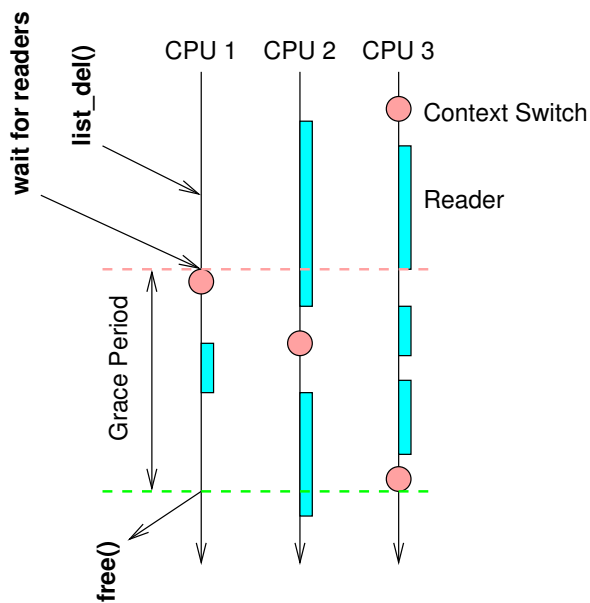 CPU 1
CPU 2
CPU 3
wait for readers
list_del()
Context Switch
Reader
Grace Period
free()